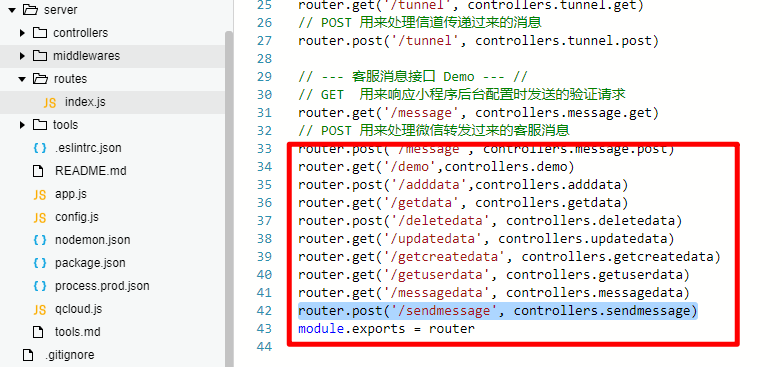 server
controllers
middlewares
routes
index.js
tools
.eslintrc.json
README.md
app.js
config.js
nodemon.json
package.json
process.prod.json
qcloud.js
tools.md
.gitignore
25 router.get('/tunnel', controllers.tunnel.get)
26 // POST 用来处理信道传递过来的消息
27 router.post('/tunnel', controllers.tunnel.post)
28
29 // --- 客服消息接口 Demo --- //
30 // GET 用来响应小程序后台配置时发送的验证请求
31 router.get('/message', controllers.message.get)
32 // POST 用来处理微信转发过来的客服消息
33 router.post('/message', controllers.message.post)
34 router.get('/demo',controllers.demo)
35 router.post('/adddata',controllers.adddata)
36 router.get('/getdata', controllers.getdata)
37 router.post('/deletedata', controllers.deletedata)
38 router.get('/updatedata', controllers.updatedata)
39 router.get('/getcreatedata', controllers.getcreatedata)
40 router.get('/getuserdata', controllers.getuserdata)
41 router.get('/messagedata', controllers.messagedata)
42 router.post('/sendmessage', controllers.sendmessage)
43 module.exports = router
44